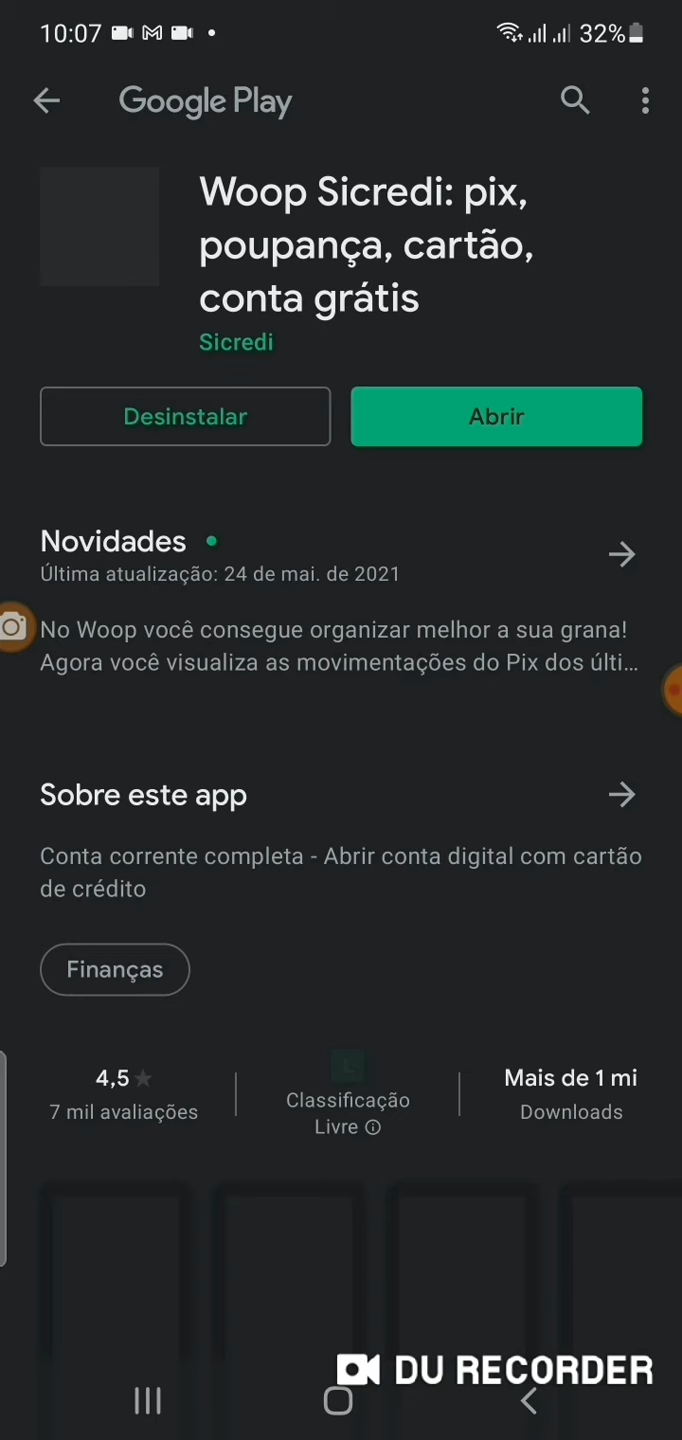 10:07 32%
Google Play
Woop Sicredi: pix,
poupança, cartão,
conta grátis
Sicredi
Desinstalar Abrir
Novidades
Última atualização: 24 de mai. de 2021
No Woop você consegue organizar melhor a sua grana!
Agora você visualiza as movimentações do Pix dos últi...
Sobre este app
Conta corrente completa - Abrir conta digital com cartão
de crédito
Finanças
4,5★
7 mil avaliações
L
Classificação
Livre
Mais de 1 mi
Downloads
DU RECORDER